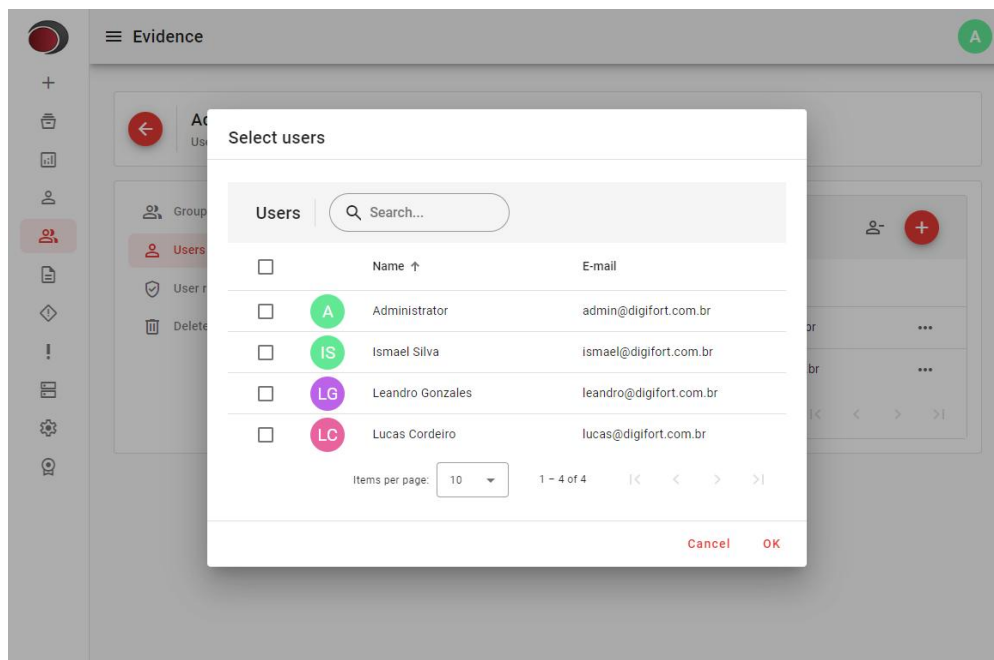 Evidence
A
Select users
Group
Users
User r
Delete
Users
Search...
Name
E-mail
A
Administrator
admin@digifort.com.br
IS
Ismael Silva
ismael@digifort.com.br
LG
Leandro Gonzales
leandro@digifort.com.br
LC
Lucas Cordeiro
lucas@digifort.com.br
Items per page:
10
1 – 4 of 4
Cancel
OK
br